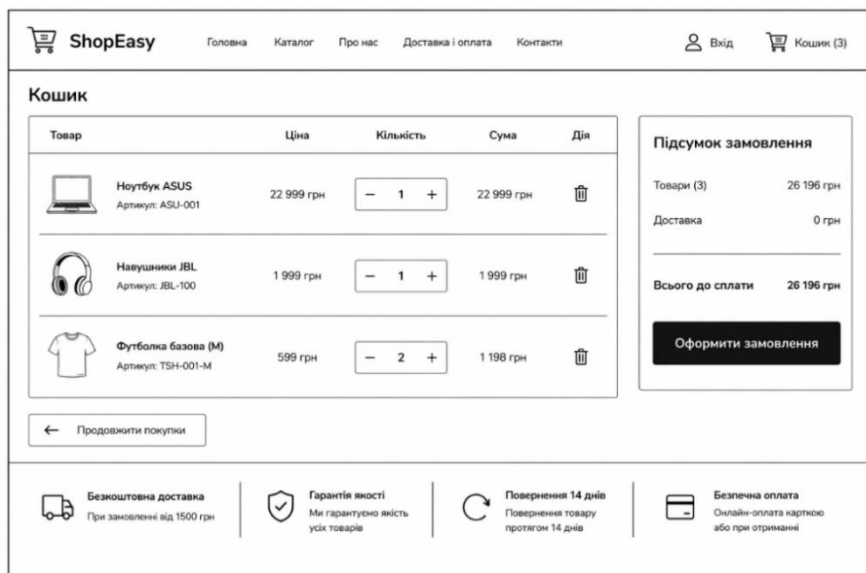 ShopEasy Головна Каталог Про нас Доставка і оплата Контакти Вхід Кошик (3)
Кошик
Товар Ціна Кількість Сума Дія
Ноутбук ASUS
Артикул: ASU-001
22 999 грн − 1 + 22 999 грн
Навушники JBL
Артикул: JBL-100
1 999 грн − 1 + 1 999 грн
Футболка базова (M)
Артикул: TSH-001-M
599 грн − 2 + 1 198 грн
Підсумок замовлення
Товари (3) 26 196 грн
Доставка 0 грн
Всього до сплати 26 196 грн
Оформити замовлення
← Продовжити покупки
Безкоштовна доставка
При замовленні від 1500 грн
Гарантія якості
Ми гарантуємо якість
усіх товарів
Повернення 14 днів
Повернення товару
протягом 14 днів
Безпечна оплата
Онлайн-оплата карткою
або при отриманні